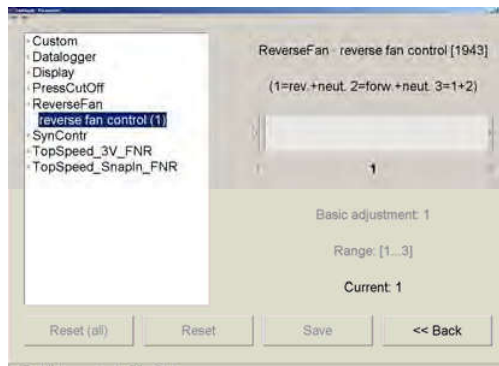 Custom
Datalogger
Display
PressCutOff
ReverseFan
reverse fan control (1)
SynContr
TopSpeed_3V_FNR
TopSpeed_SnapIn_FNR
ReverseFan - reverse fan control [1943]
(1=rev.+neut. 2=forw.+neut. 3=1+2)
1
Basic adjustment: 1
Range: [1...3]
Current: 1
Reset (all)
Reset
Save
<< Back